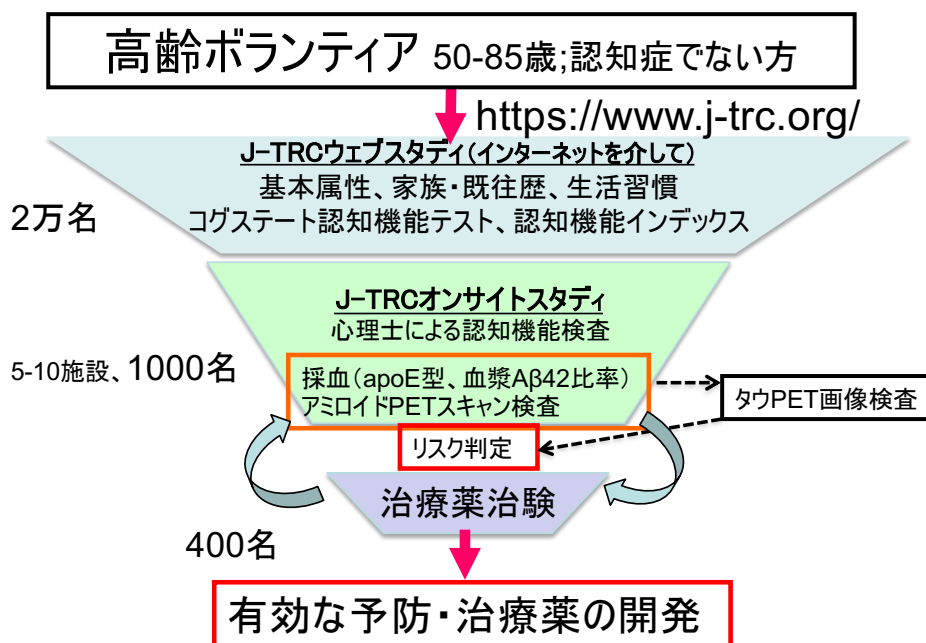 高齢ボランティア 50-85歳;認知症でない方
https://www.j-trc.org/
J-TRCウェブスタディ(インターネットを介して)
基本属性、家族・既往歴、生活習慣
2万名
コグステート認知機能テスト、認知機能インデックス
J-TRCオンサイトスタディ
心理士による認知機能検査
5-10施設、1000名
採血(apoE型、血漿Aβ42比率)
アミロイドPETスキャン検査
タウPET画像検査
リスク判定
治療薬治験
400名
有効な予防・治療薬の開発